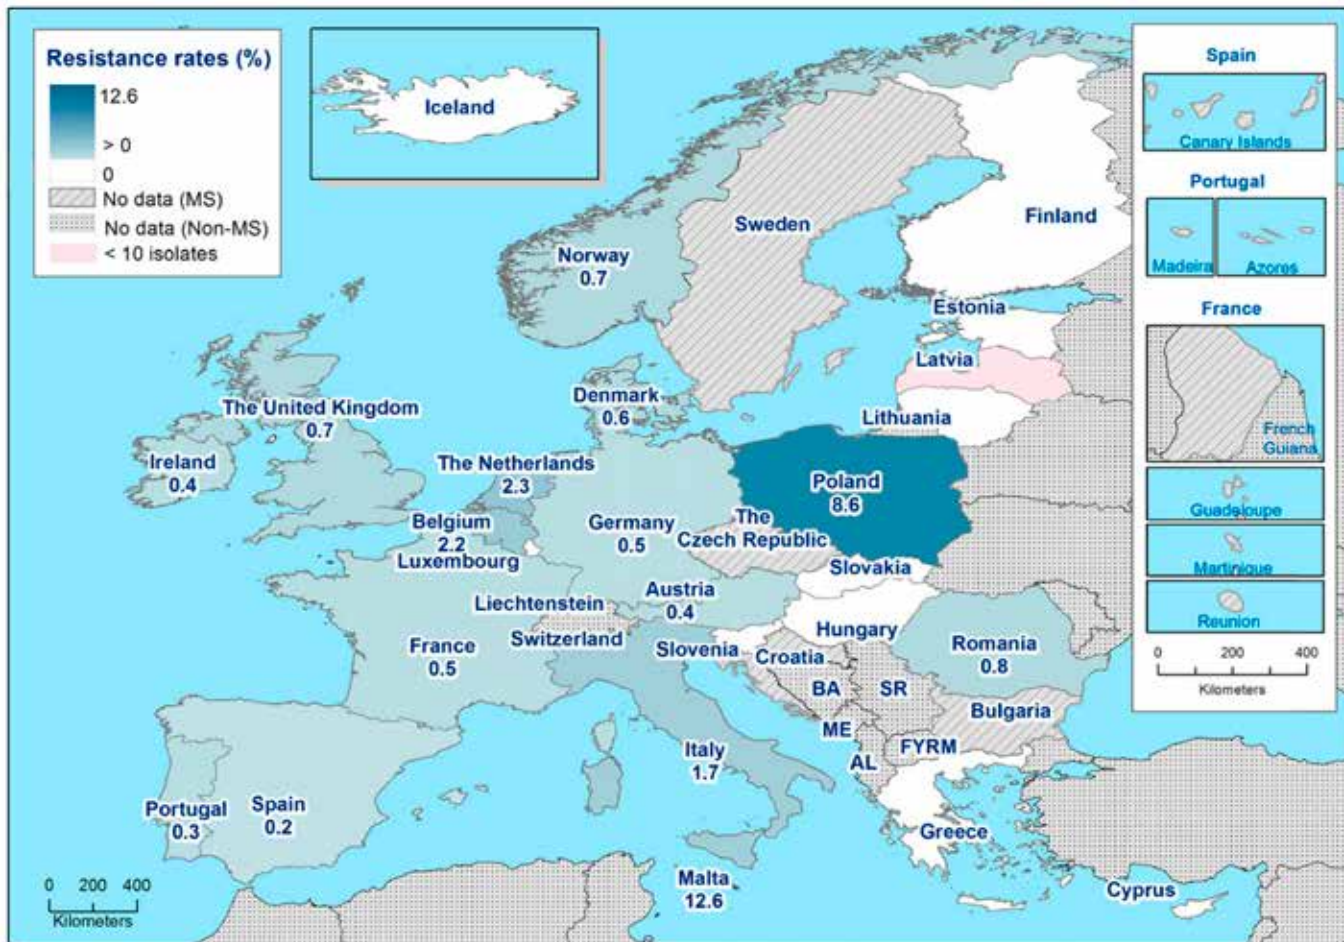 Resistance rates (%)
12.6
> 0
0
No data (MS)
No data (Non-MS)
< 10 isolates
Iceland
Norway
0.7
Sweden
Finland
Estonia
Latvia
Lithuania
Denmark
0.6
The United Kingdom
0.7
Ireland
0.4
The Netherlands
2.3
Belgium
2.2
Luxembourg
Germany
0.5
Poland
8.6
The
Czech Republic
Slovakia
Austria
0.4
Liechtenstein
Switzerland
France
0.5
Slovenia
Hungary
Croatia
Romania
0.8
BA
SR
Bulgaria
ME
FYRM
AL
Italy
1.7
Portugal
0.3
Spain
0.2
Greece
Malta
12.6
Cyprus
0 200 400
Kilometers
Spain
Canary Islands
Portugal
Madeira
Azores
France
French
Guiana
Guadeloupe
Martinique
Reunion
0 200 400
Kilometers